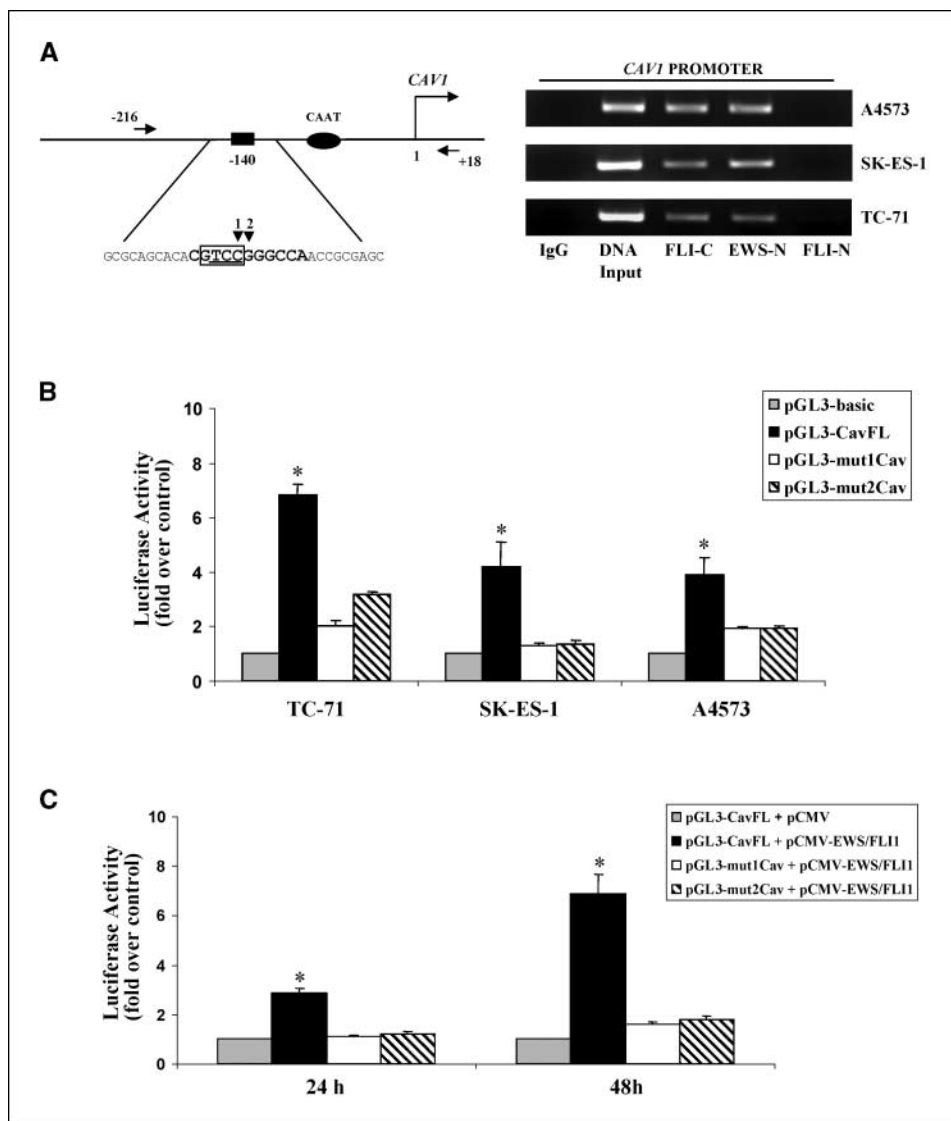 A
CAV1
-216
CAAT
-140
1
+18
1 2
GCGCAGCACACGTCCGGGCCAACCGCGAGC
CAV1 PROMOTER
A4573
SK-ES-1
TC-71
IgG DNA Input FLI-C EWS-N FLI-N
B
Luciferase Activity
(fold over control)
10
8
6
4
2
0
* * *
TC-71 SK-ES-1 A4573
pGL3-basic
pGL3-CavFL
pGL3-mut1Cav
pGL3-mut2Cav
C
Luciferase Activity
(fold over control)
10
8
6
4
2
0
* *
24 h 48h
pGL3-CavFL + pCMV
pGL3-CavFL + pCMV-EWS/FLI1
pGL3-mut1Cav + pCMV-EWS/FLI1
pGL3-mut2Cav + pCMV-EWS/FLI1